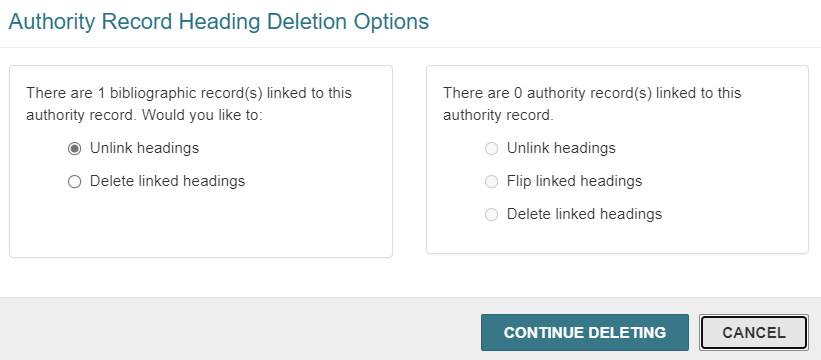 Authority Record Heading Deletion Options
There are 1 bibliographic record(s) linked to this
authority record. Would you like to:
Unlink headings
Delete linked headings
There are 0 authority record(s) linked to this
authority record.
Unlink headings
Flip linked headings
Delete linked headings
CONTINUE DELETING
CANCEL